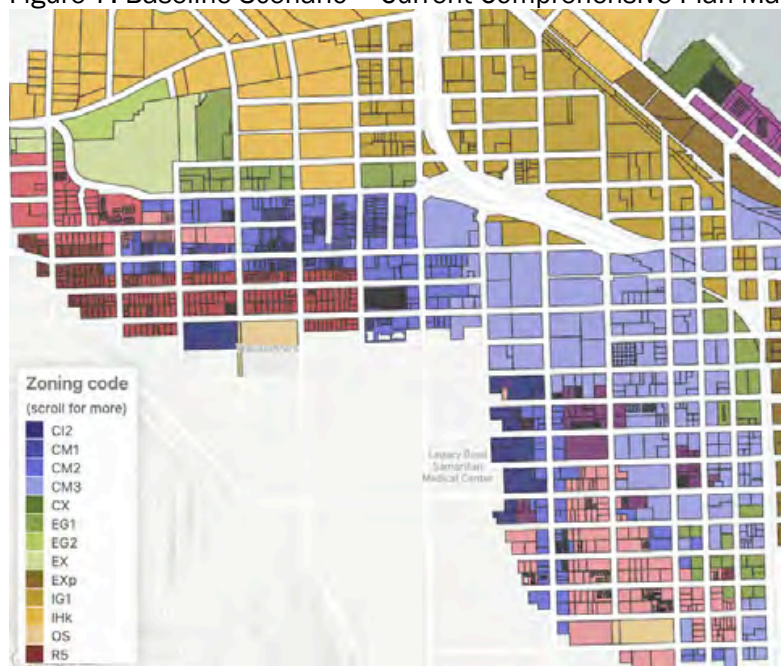 Figure 1. Baseline Scenario – Current Comprehensive Plan Ma
Legacy Good
Samaritan
Medical Center
Zoning code
(scroll for more)
CI2
CM1
CM2
CM3
CX
EG1
EG2
EX
EXp
IG1
IHk
OS
R5